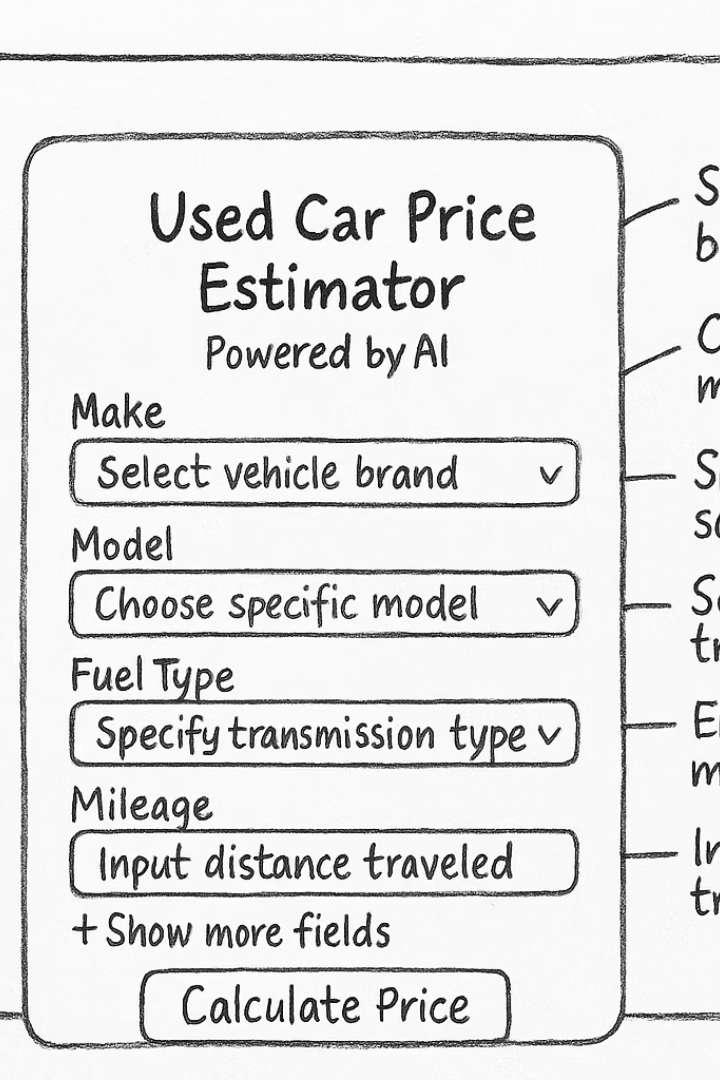 Used Car Price
Estimator
Powered by AI
Make
Select vehicle brand
Model
Choose specific model
Fuel Type
Specify transmission type
Mileage
Input distance traveled
+ Show more fields
Calculate Price